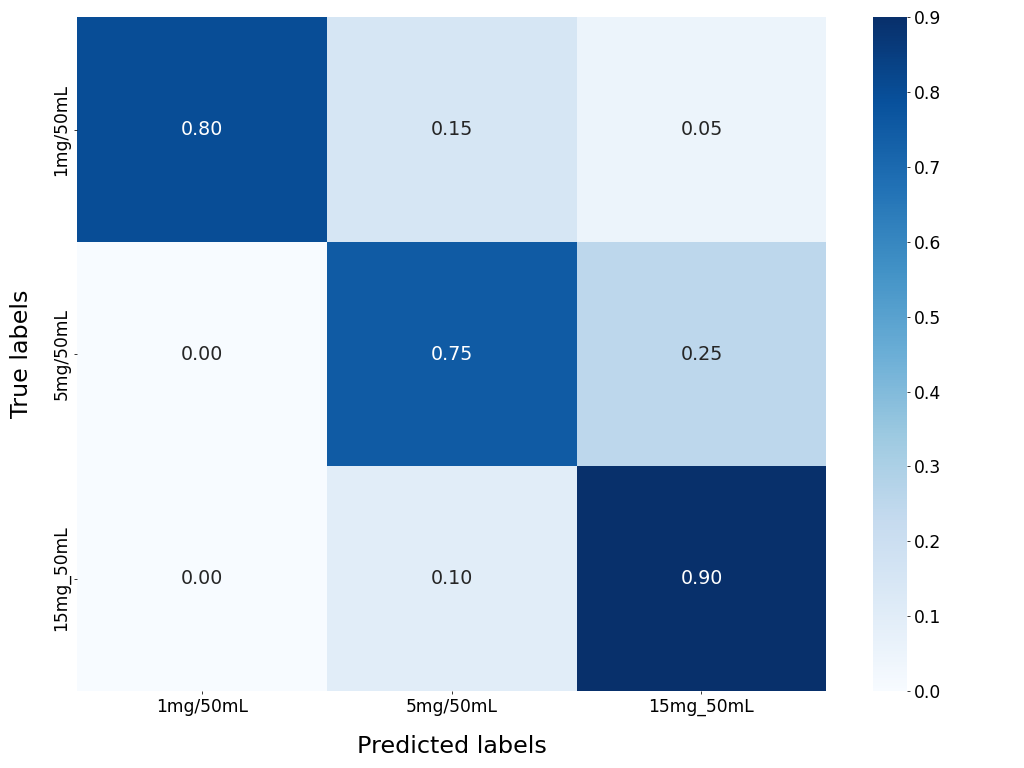 True labels
1mg/50mL
0.80 0.15 0.05
5mg/50mL
0.00 0.75 0.25
15mg_50mL
0.00 0.10 0.90
1mg/50mL 5mg/50mL 15mg_50mL
Predicted labels
0.9
0.8
0.7
0.6
0.5
0.4
0.3
0.2
0.1
0.0